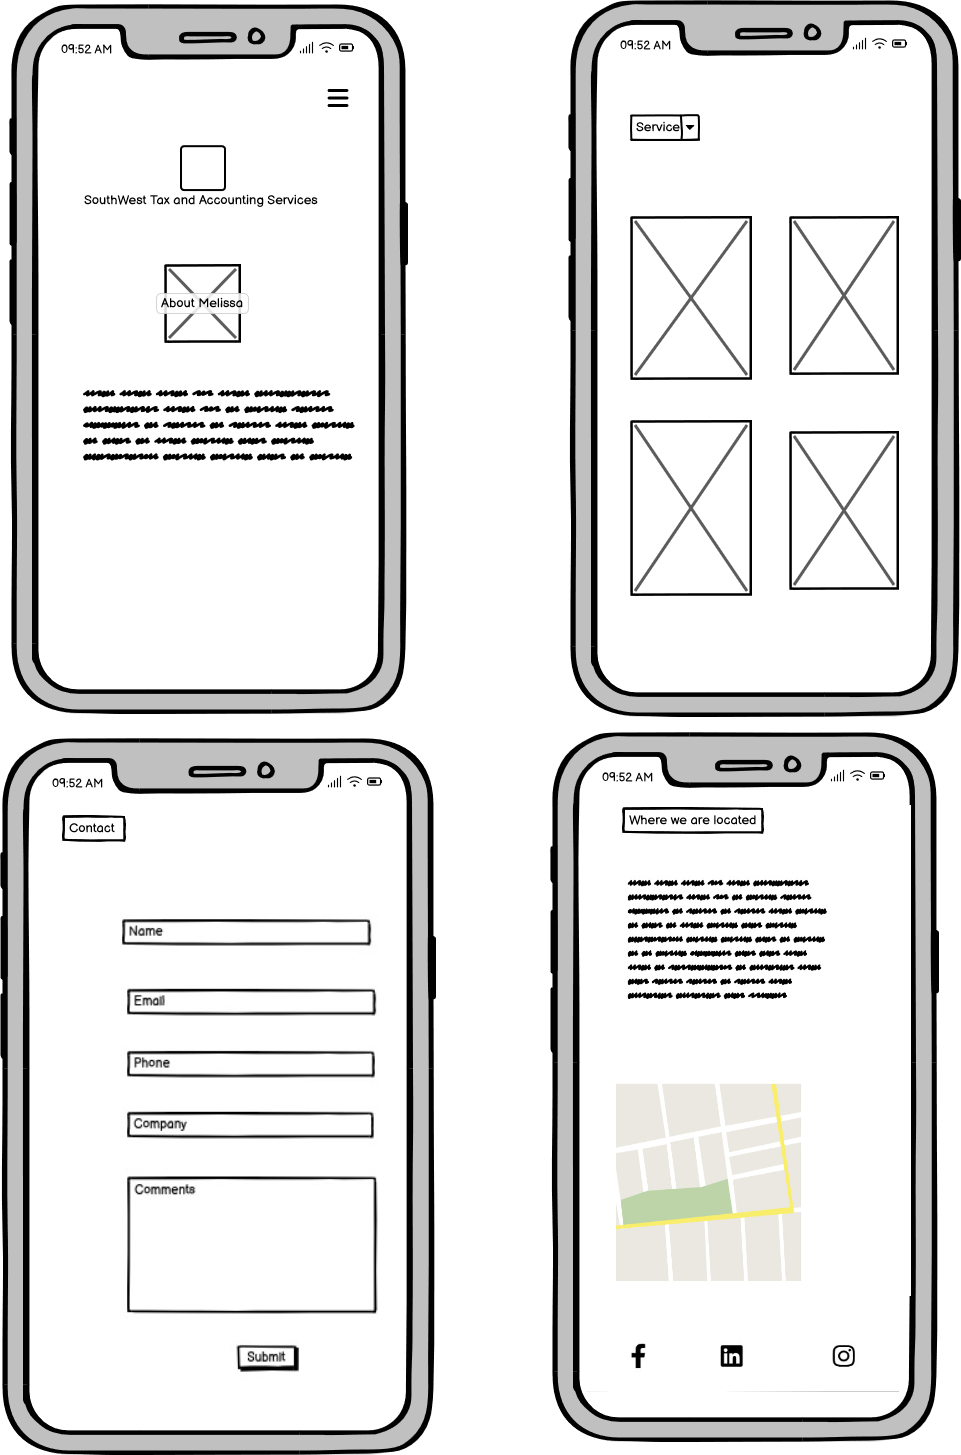 09:52 AM
SouthWest Tax and Accounting Services
About Melissa
09:52 AM
Service
09:52 AM
Contact
Name
Email
Phone
Company
Comments
Submit
09:52 AM
Where we are located
in